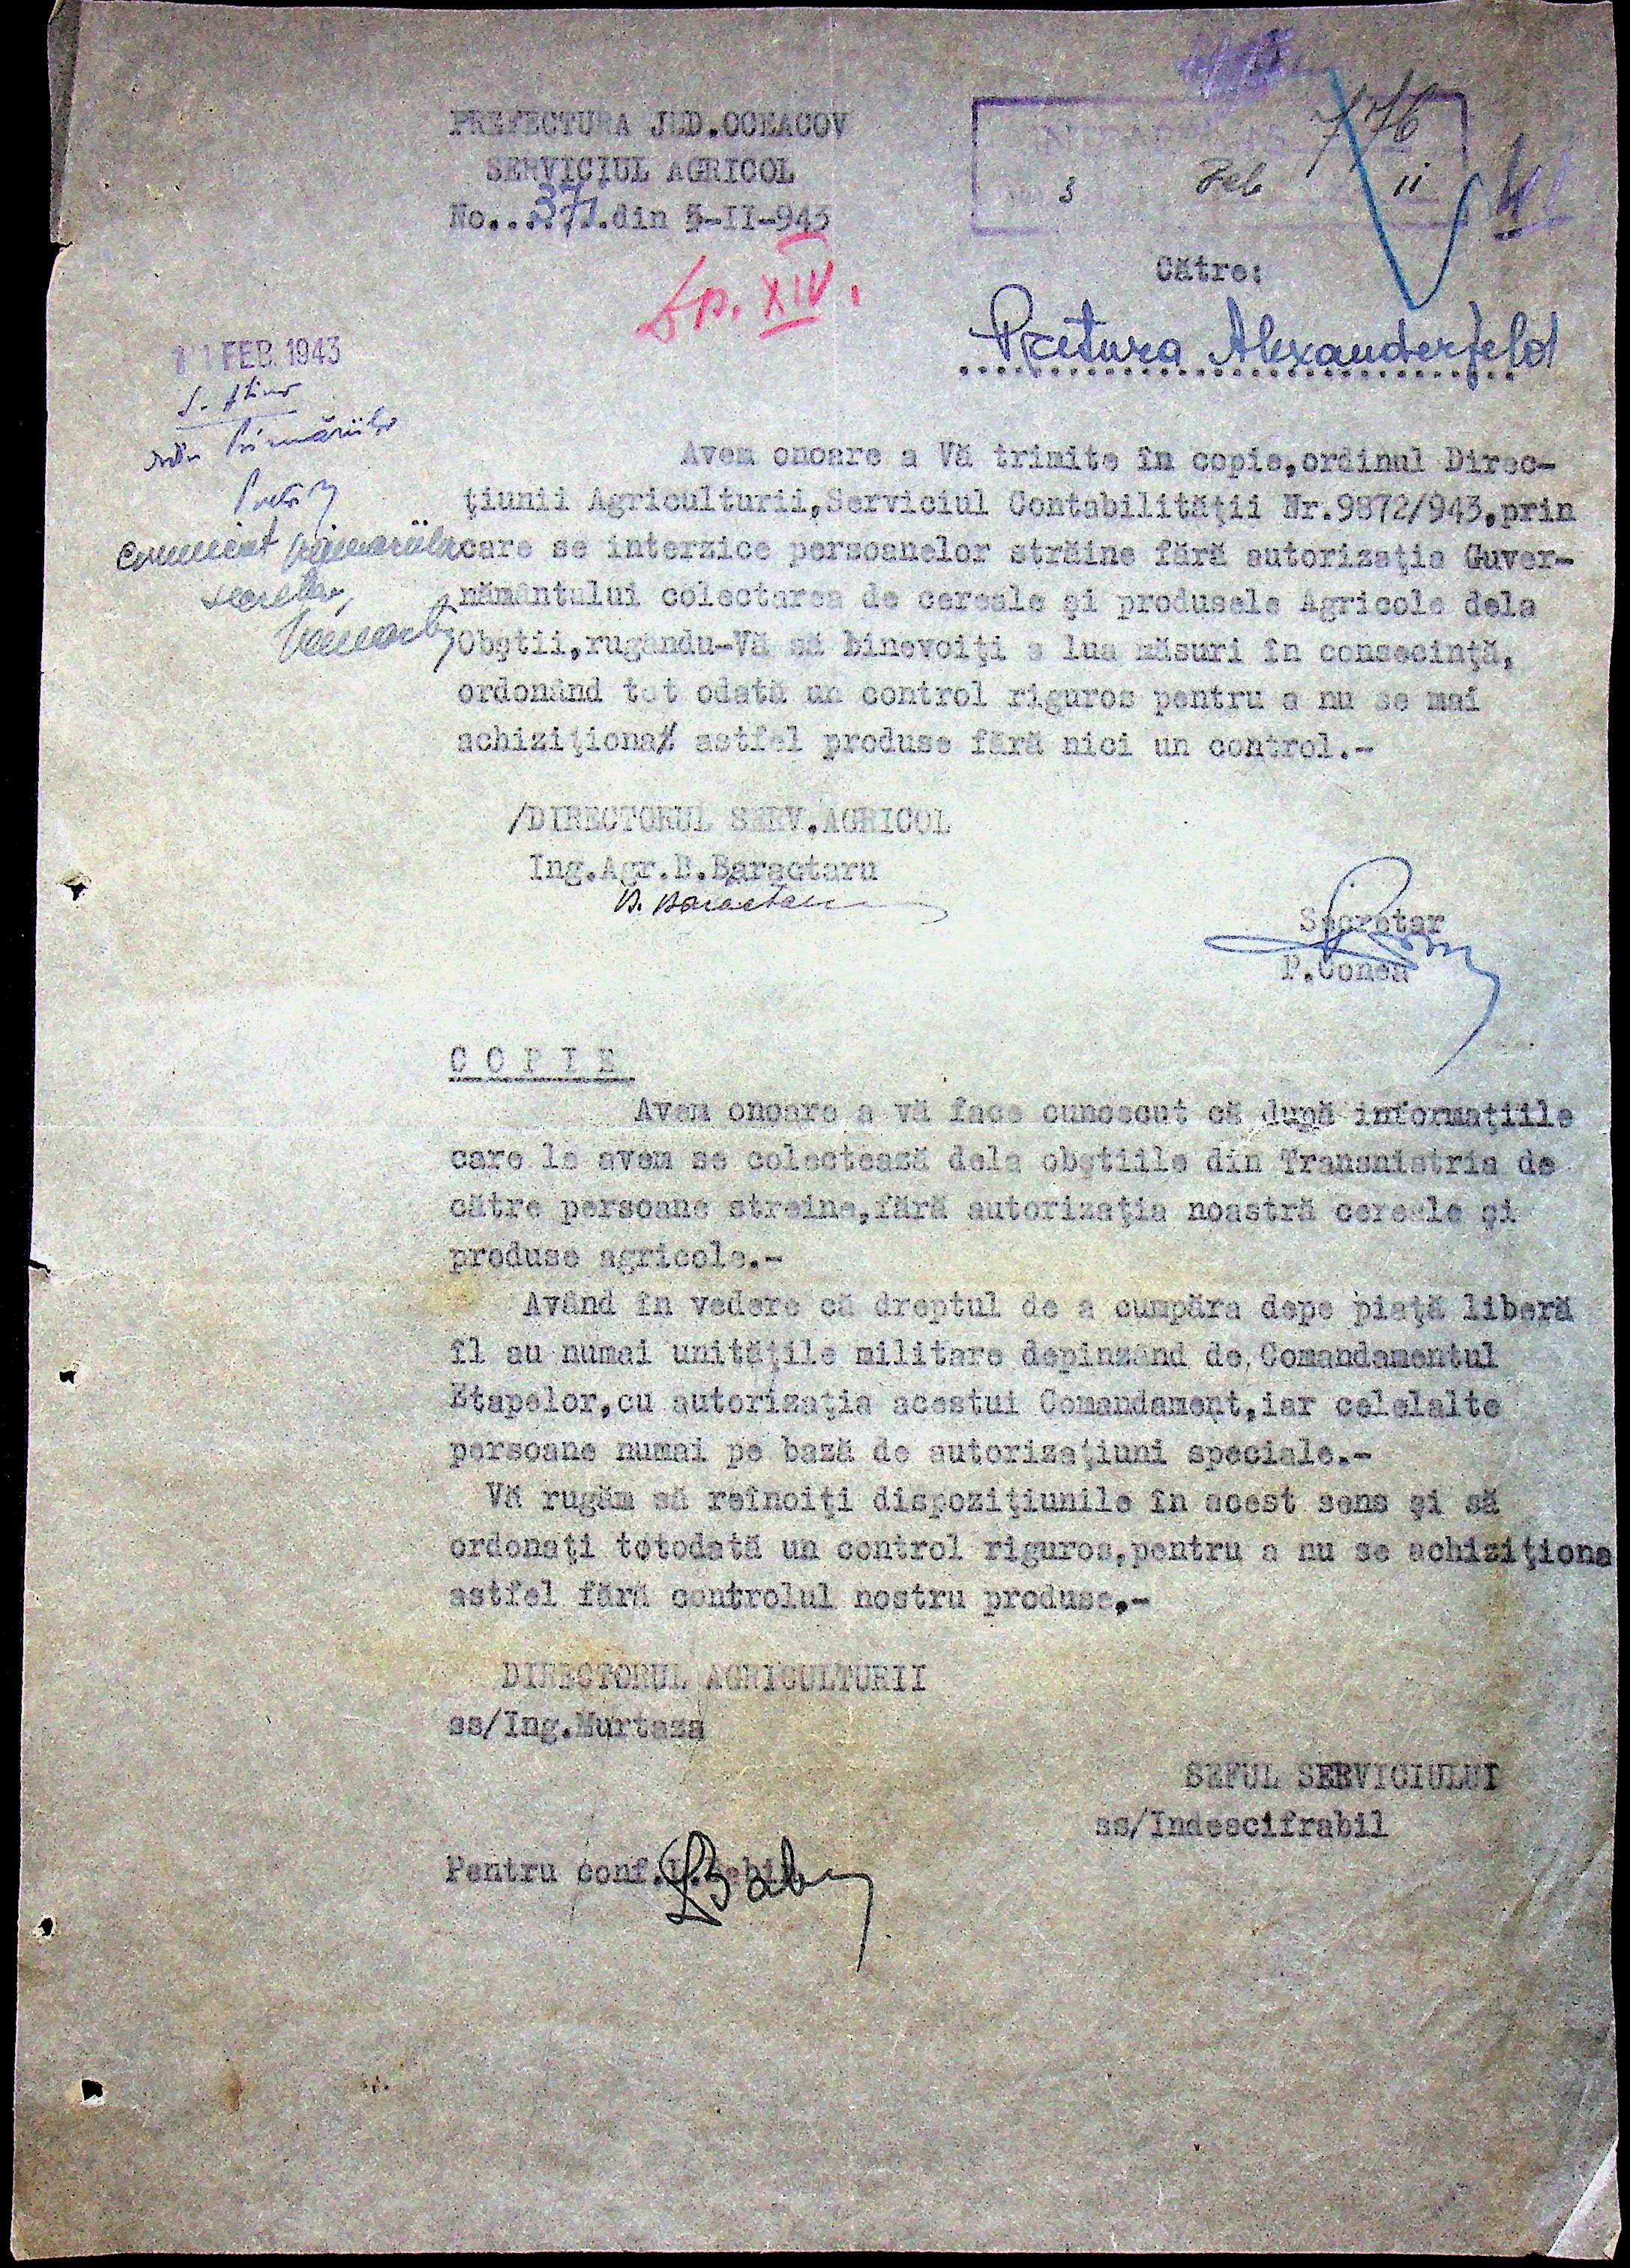 PREFECTURA JUD.OCEACOV
SERVICIUL AGRICOL
No...371.din 5-II-943
776
3 Feb II
Sp. XIV.
Către:
Pretura Alexanderfeld
11 FEB. 1943
Primăriile
Avem onoare a Vă trimite în copie,ordinul Direc-
ţiunii Agriculturii,Serviciul Contabilităţii Nr.9872/943,prin
care se interzice persoanelor străine fără autorizaţia Guver-
nământului colectarea de cereale şi produsele Agricole dela
Obştii,rugându-Vă să binevoiţi a lua măsuri în consecinţă,
ordonând tot odată un control riguros pentru a nu se mai
achiziţiona astfel produse fără nici un control.-
/DIRECTORUL SERV.AGRICOL
Ing.Agr.B.Baractaru
B. Baractaru
Secretar
P.Conea
C O P I E
Avem onoare a vă face cunoscut că după informaţiile
care le avem se colectează dela obştiile din Transnistria de
către persoane streine,fără autorizaţia noastră cereale şi
produse agricole.-
Având în vedere că dreptul de a cumpăra depe piaţă liberă
îl au numai unităţile militare depinzând de Comandamentul
Etapelor,cu autorizaţia acestui Comandament,iar celelalte
persoane numai pe bază de autorizaţiuni speciale.-
Vă rugăm să reînoiţi dispoziţiunile în acest sens şi să
ordonaţi totodată un control riguros,pentru a nu se achiziţiona
astfel fără controlul nostru produse.-
DIRECTORUL AGRICULTURII
ss/Ing.Murtaza
SEFUL SERVICIULUI
ss/Indescifrabil
Pentru conf.